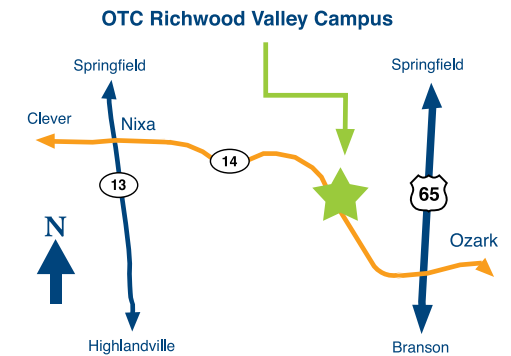 OTC Richwood Valley Campus
Springfield
Springfield
Clever
Nixa
14
13
65
N
Ozark
Highlandville
Branson